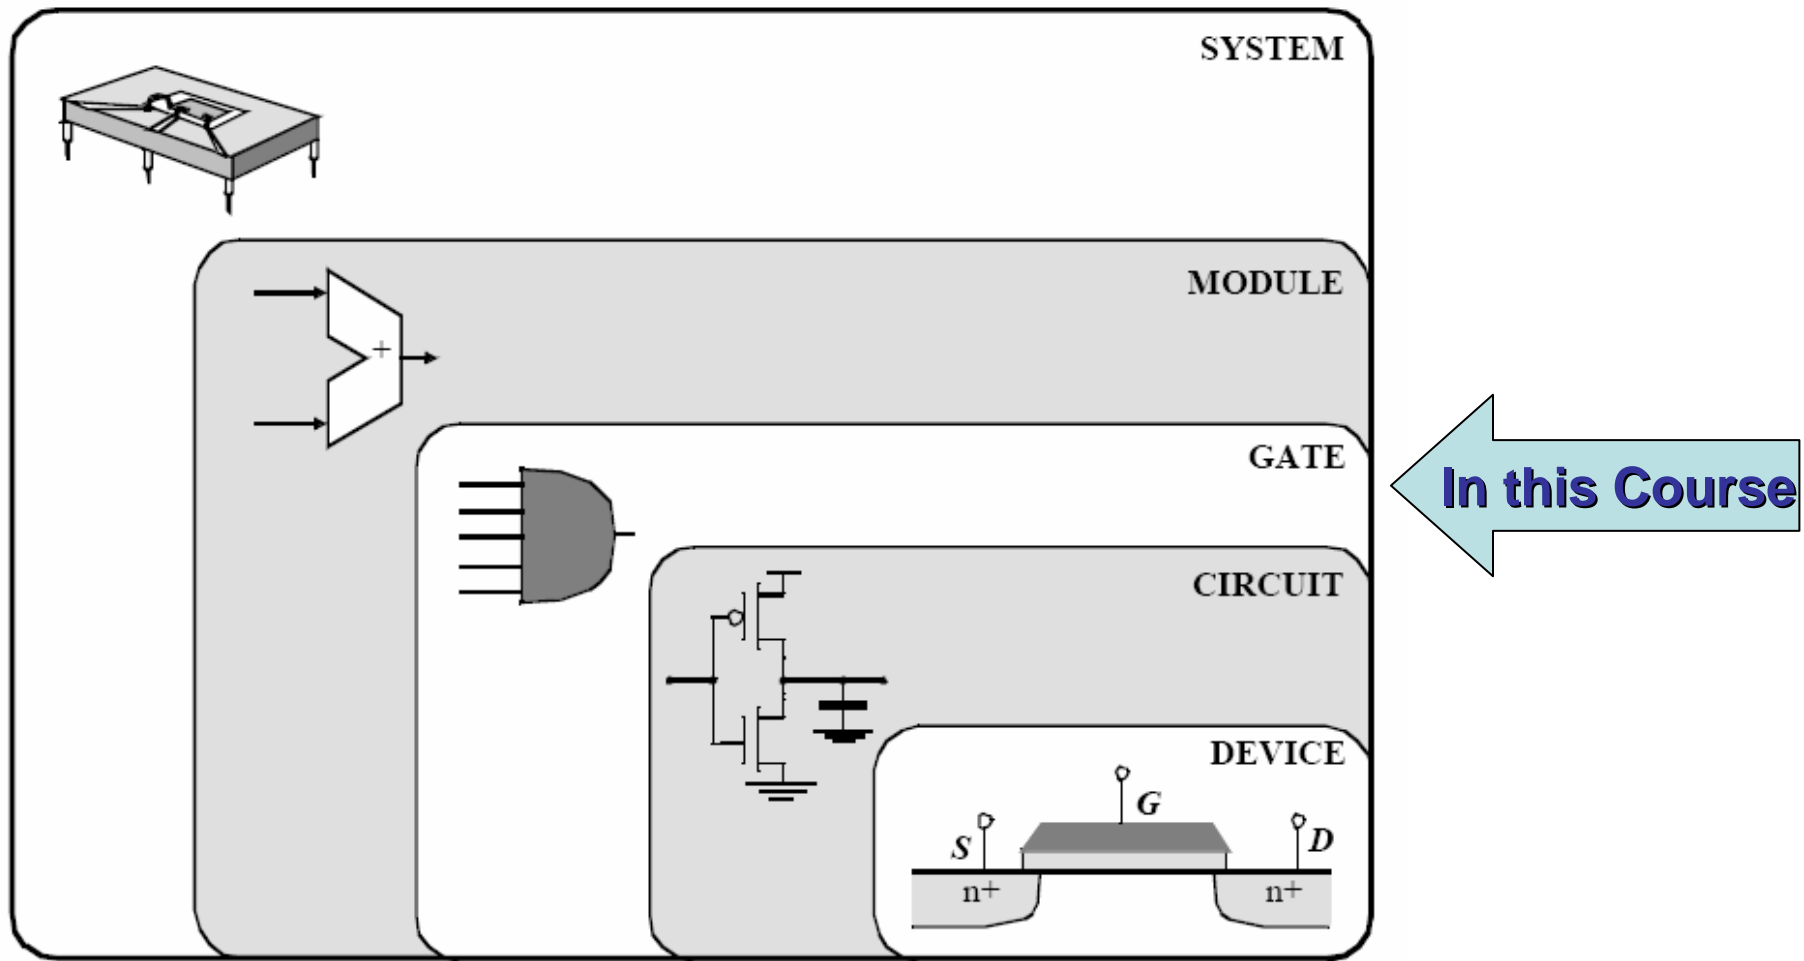 SYSTEM
MODULE
+
GATE
In this Course
CIRCUIT
DEVICE
G
S
D
n+
n+